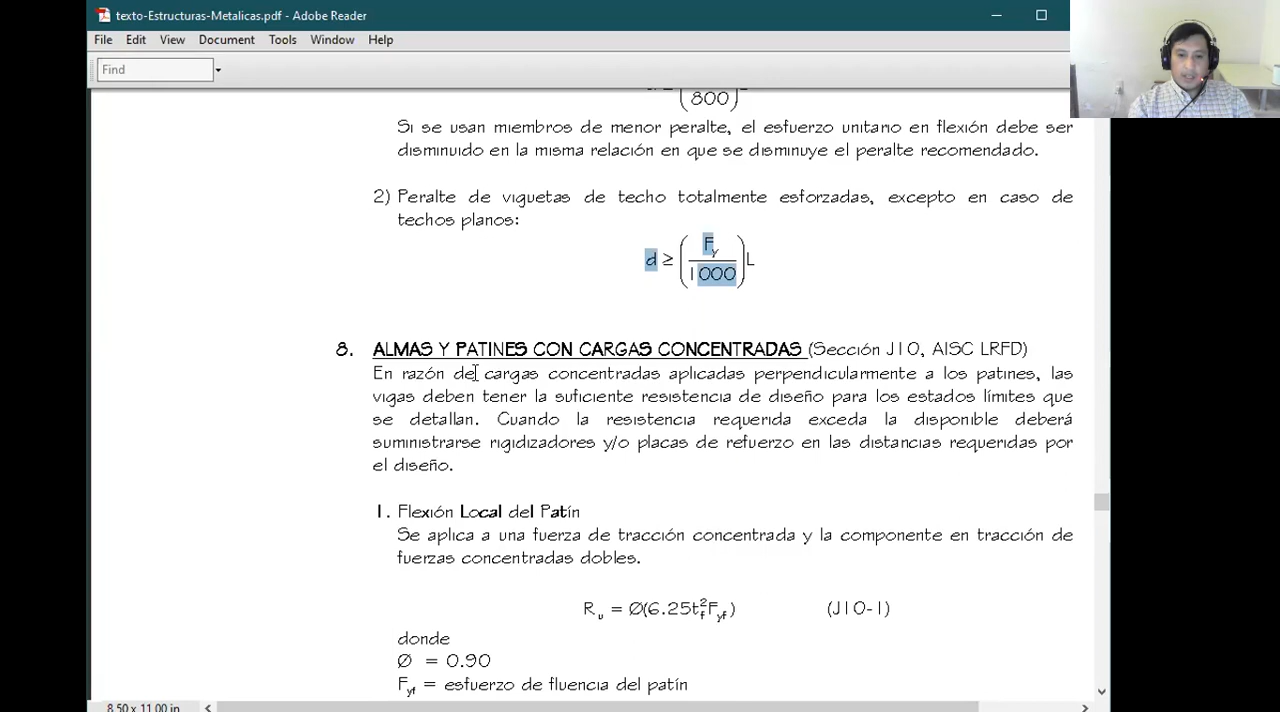 texto-Estructuras-Metalicas.pdf - Adobe Reader
File Edit View Document Tools Window Help
Find
800
Si se usan miembros de menor peralte, el esfuerzo unitario en flexión debe ser
disminuido en la misma relación en que se disminuye el peralte recomendado.
2) Peralte de viguetas de techo totalmente esforzadas, excepto en caso de
techos planos:
d ≥ (F_y / 1000) L
8. ALMAS Y PATINES CON CARGAS CONCENTRADAS (Sección J10, AISC LRFD)
En razón de cargas concentradas aplicadas perpendicularmente a los patines, las
vigas deben tener la suficiente resistencia de diseño para los estados límites que
se detallan. Cuando la resistencia requerida exceda la disponible deberá
suministrarse rigidizadores y/o placas de refuerzo en las distancias requeridas por
el diseño.
1. Flexión Local del Patín
Se aplica a una fuerza de tracción concentrada y la componente en tracción de
fuerzas concentradas dobles.
R_u = Ø(6.25t_f^2F_yf) (J10-1)
donde
Ø = 0.90
F_yf = esfuerzo de fluencia del patín
8.50 x 11.00 in